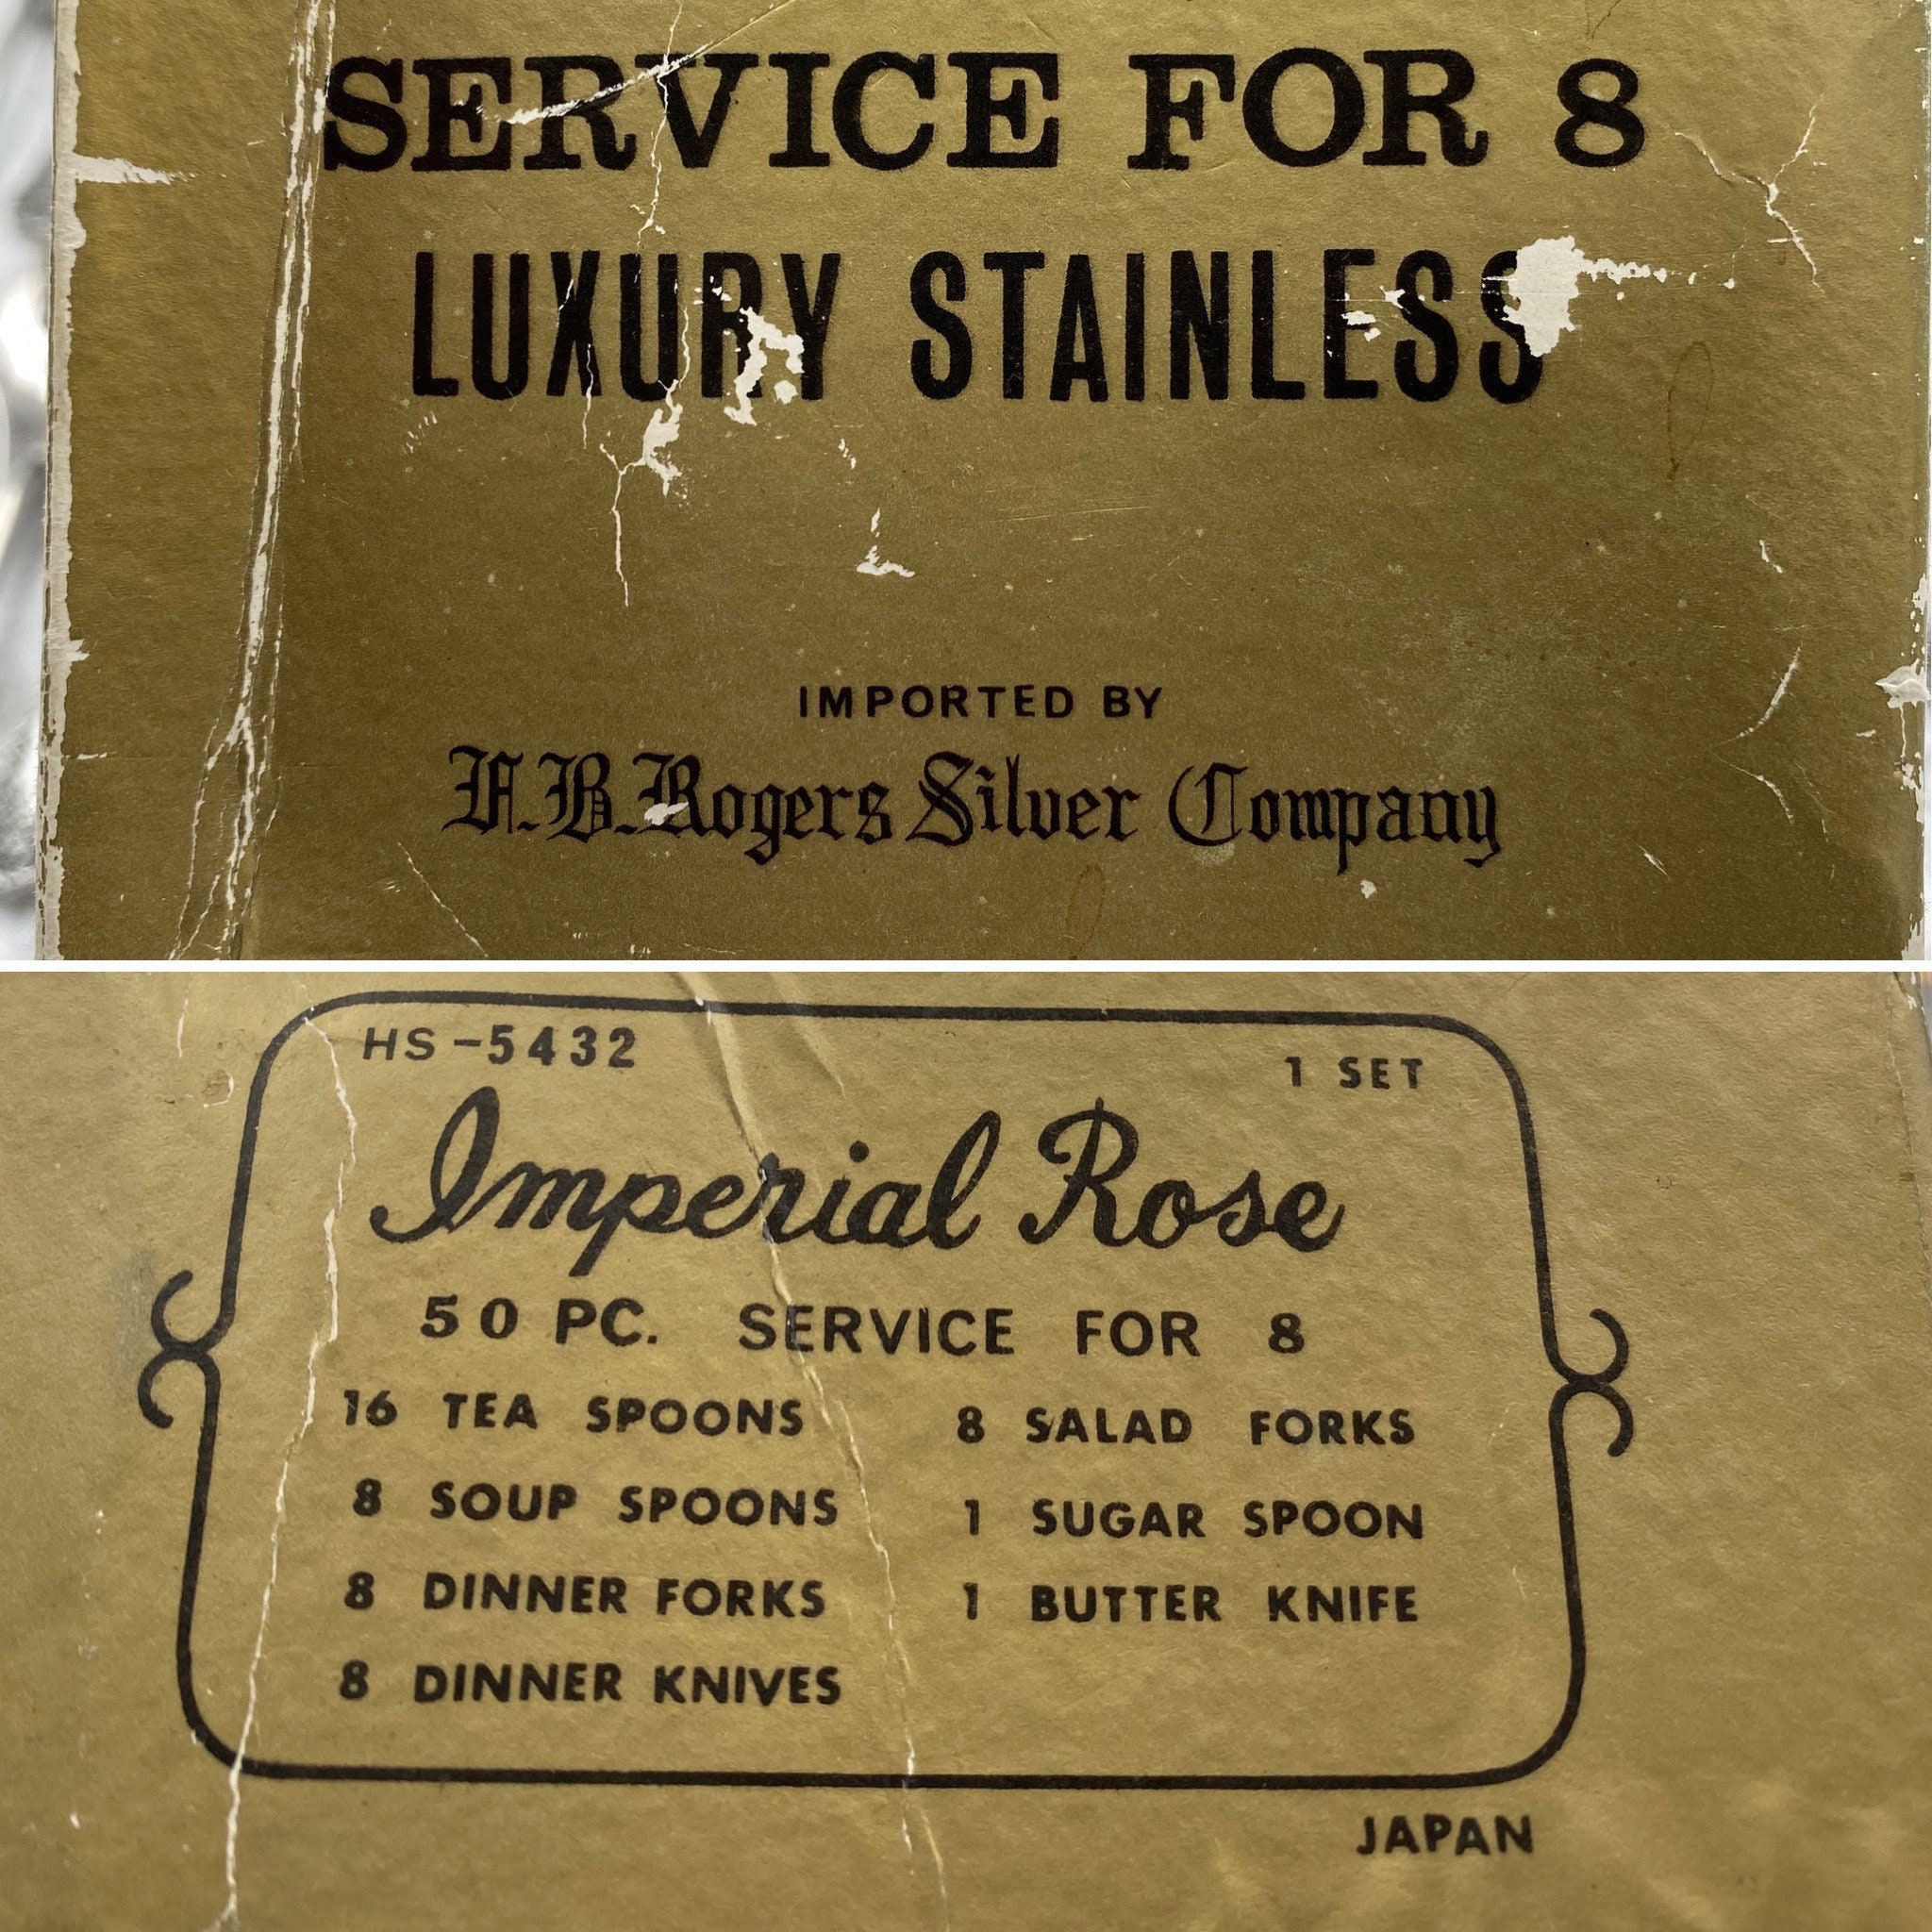 SERVICE FOR 8
LUXURY STAINLESS
IMPORTED BY
F.B. Rogers Silver Company
HS-5432
1 SET
Imperial Rose
50 PC. SERVICE FOR 8
16 TEA SPOONS
8 SOUP SPOONS
8 DINNER FORKS
8 DINNER KNIVES
8 SALAD FORKS
1 SUGAR SPOON
1 BUTTER KNIFE
JAPAN